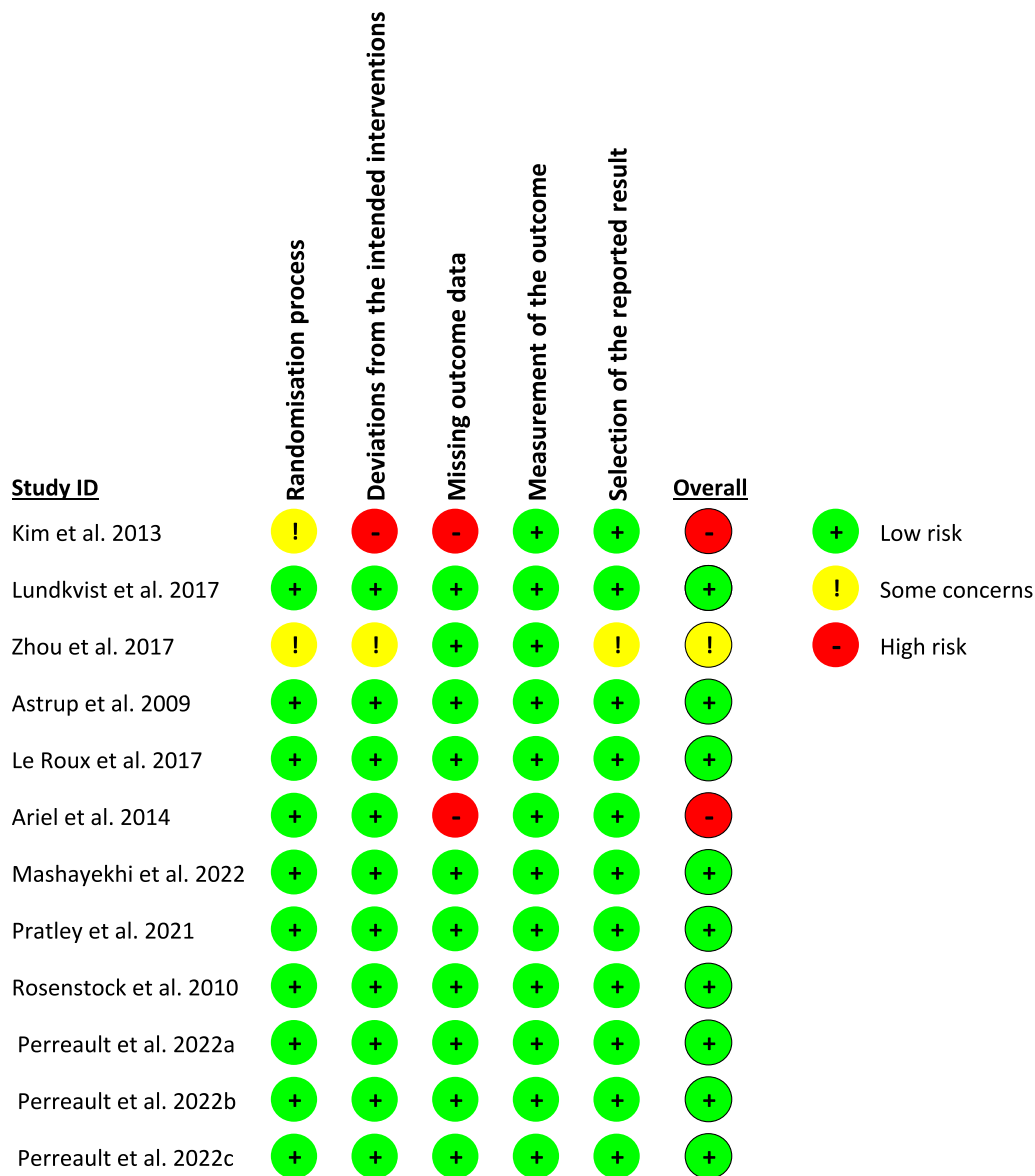 Randomisation process
Deviations from the intended interventions
Missing outcome data
Measurement of the outcome
Selection of the reported result
Study ID
Overall
Kim et al. 2013 ! - - + + - + Low risk
Lundkvist et al. 2017 + + + + + + ! Some concerns
Zhou et al. 2017 ! ! + + ! ! - High risk
Astrup et al. 2009 + + + + + +
Le Roux et al. 2017 + + + + + +
Ariel et al. 2014 + + - + + -
Mashayekhi et al. 2022 + + + + + +
Pratley et al. 2021 + + + + + +
Rosenstock et al. 2010 + + + + + +
Perreault et al. 2022a + + + + + +
Perreault et al. 2022b + + + + + +
Perreault et al. 2022c + + + + + +